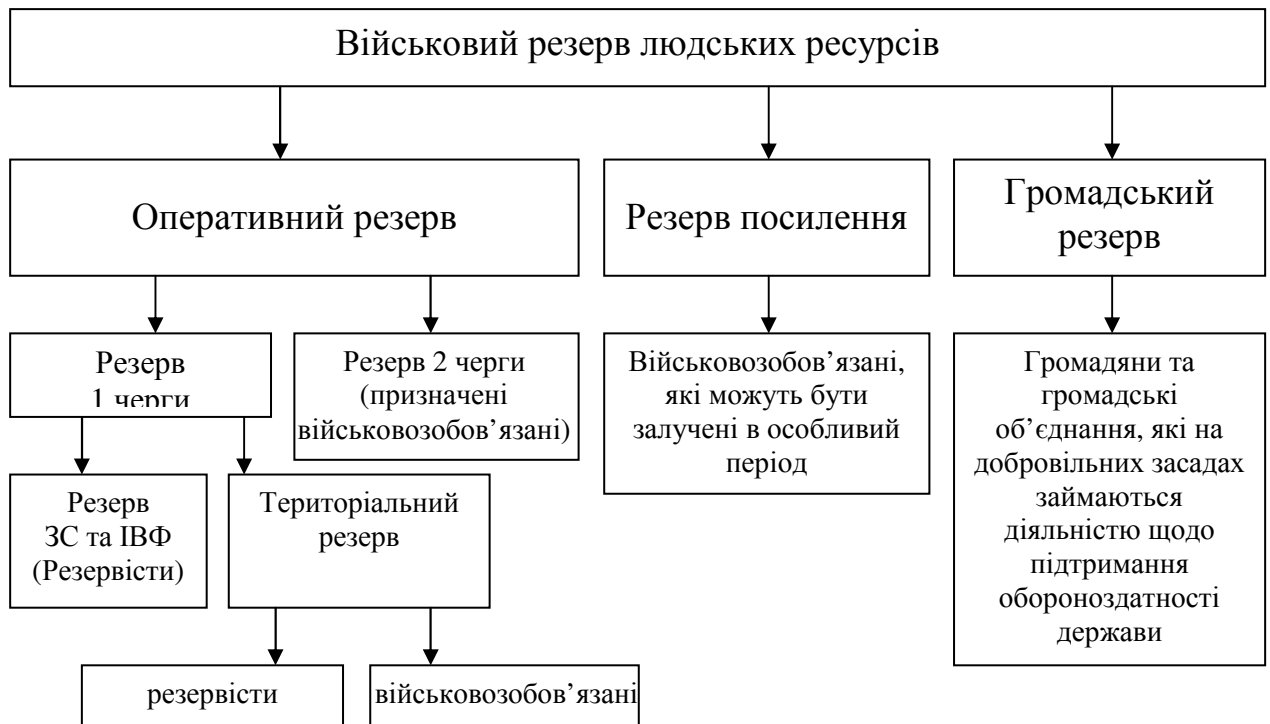 Військовий резерв людських ресурсів
Оперативний резерв
Резерв посилення
Громадський
резерв
Резерв
1 черги
Резерв 2 черги
(призначені
військовозобов’язані)
Військовозобов’язані,
які можуть бути
залучені в особливий
період
Громадяни та
громадські
об’єднання, які на
добровільних засадах
займаються
діяльністю щодо
підтримання
обороноздатності
держави
Резерв
ЗС та ІВФ
(Резервісти)
Територіальний
резерв
резервісти
військовозобов’язані